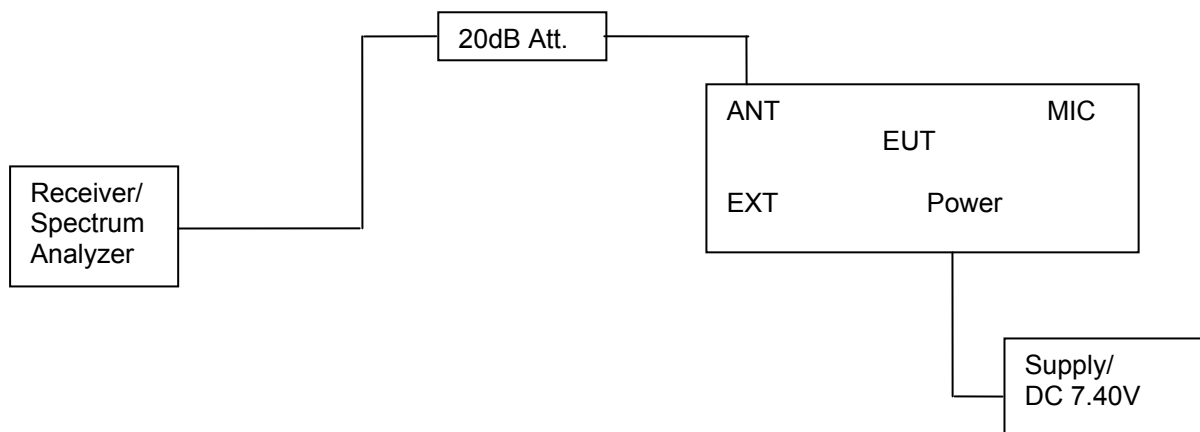 20dB Att.
ANT
MIC
EUT
Receiver/
Spectrum
Analyzer
EXT
Power
Supply/
DC 7.40V